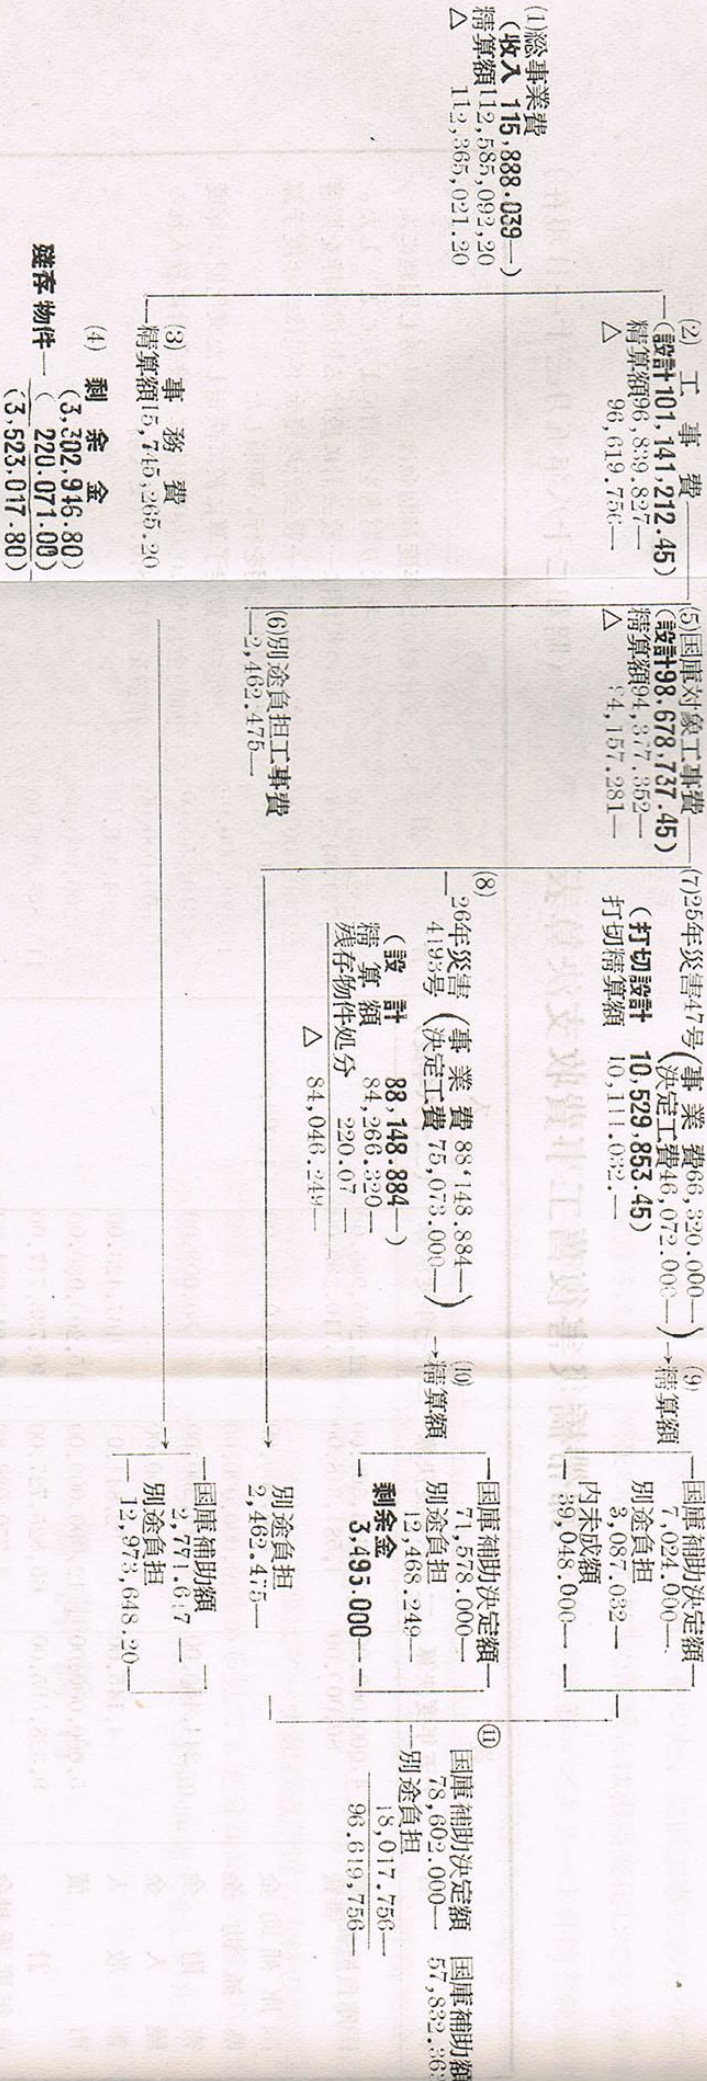 (1)総事業費
(収入 115,888.039—)
精算額112,585,092,20
△ 112,365,021.20
(2) 工事費
(設計101,141,212.45)
精算額96,839.827—
△ 96,619.756—
(3) 事務費
精算額15,745,265.20
(4) 剰余金
(3,302,946.80)
残存物件— ( 220.071.00)
(3,523,017.80)
(5)国庫対象工事費
(設計98,678,737.45)
精算額94,377.352—
△ 94,157.281—
(6)別途負担工事費
—2,462.475—
(7)25年災害47号(事業費66,320.000—
決定工費46,072.000—)
(打切設計 10,529,853.45)
打切精算額 10,111.032.—
(8)
26年災害 (事業費 88,148.884—
4193号 (決定工費 75,073.000—)
(設計 88,148.884—)
精算額 84,266.320—
残存物件処分 220.07 —
△ 84,046.249—
(9)
→精算額
国庫補助決定額
7,024.000—
別途負担
3,087.032—
内未成額
39,048.000—
(10)
→精算額
国庫補助決定額
71,578.000—
別途負担
12,468.249—
剰余金
3,495.000—
別途負担
2,462.475—
国庫補助額
2,771.617—
別途負担
12,973,648.20—
⑪
国庫補助決定額 国庫補助額
78,602.000— 57,832.363
別途負担
18,017.756—
96.619,756—